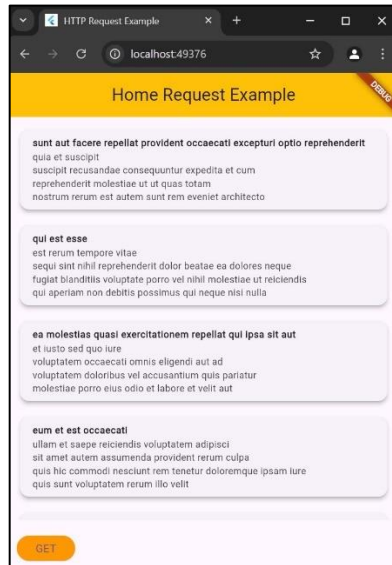 HTTP Request Example
localhost:49376
Home Request Example
DEBUG
sunt aut facere repellat provident occaecati excepturi optio reprehenderit
quia et suscipit
suscipit recusandae consequuntur expedita et cum
reprehenderit molestiae ut ut quas totam
nostrum rerum est autem sunt rem eveniet architecto
qui est esse
est rerum tempore vitae
sequi sint nihil reprehenderit dolor beatae ea dolores neque
fugiat blanditiis voluptate porro vel nihil molestiae ut reiciendis
qui aperiam non debitis possimus qui neque nisi nulla
ea molestias quasi exercitationem repellat qui ipsa sit aut
et iusto sed quo iure
voluptatem occaecati omnis eligendi aut ad
voluptatem doloribus vel accusantium quis pariatur
molestiae porro eius odio et labore et velit aut
eum et est occaecati
ullam et saepe reiciendis voluptatem adipisci
sit amet autem assumenda provident rerum culpa
quis hic commodi nesciunt rem tenetur doloremque ipsam iure
quis sunt voluptatem rerum illo velit
GET